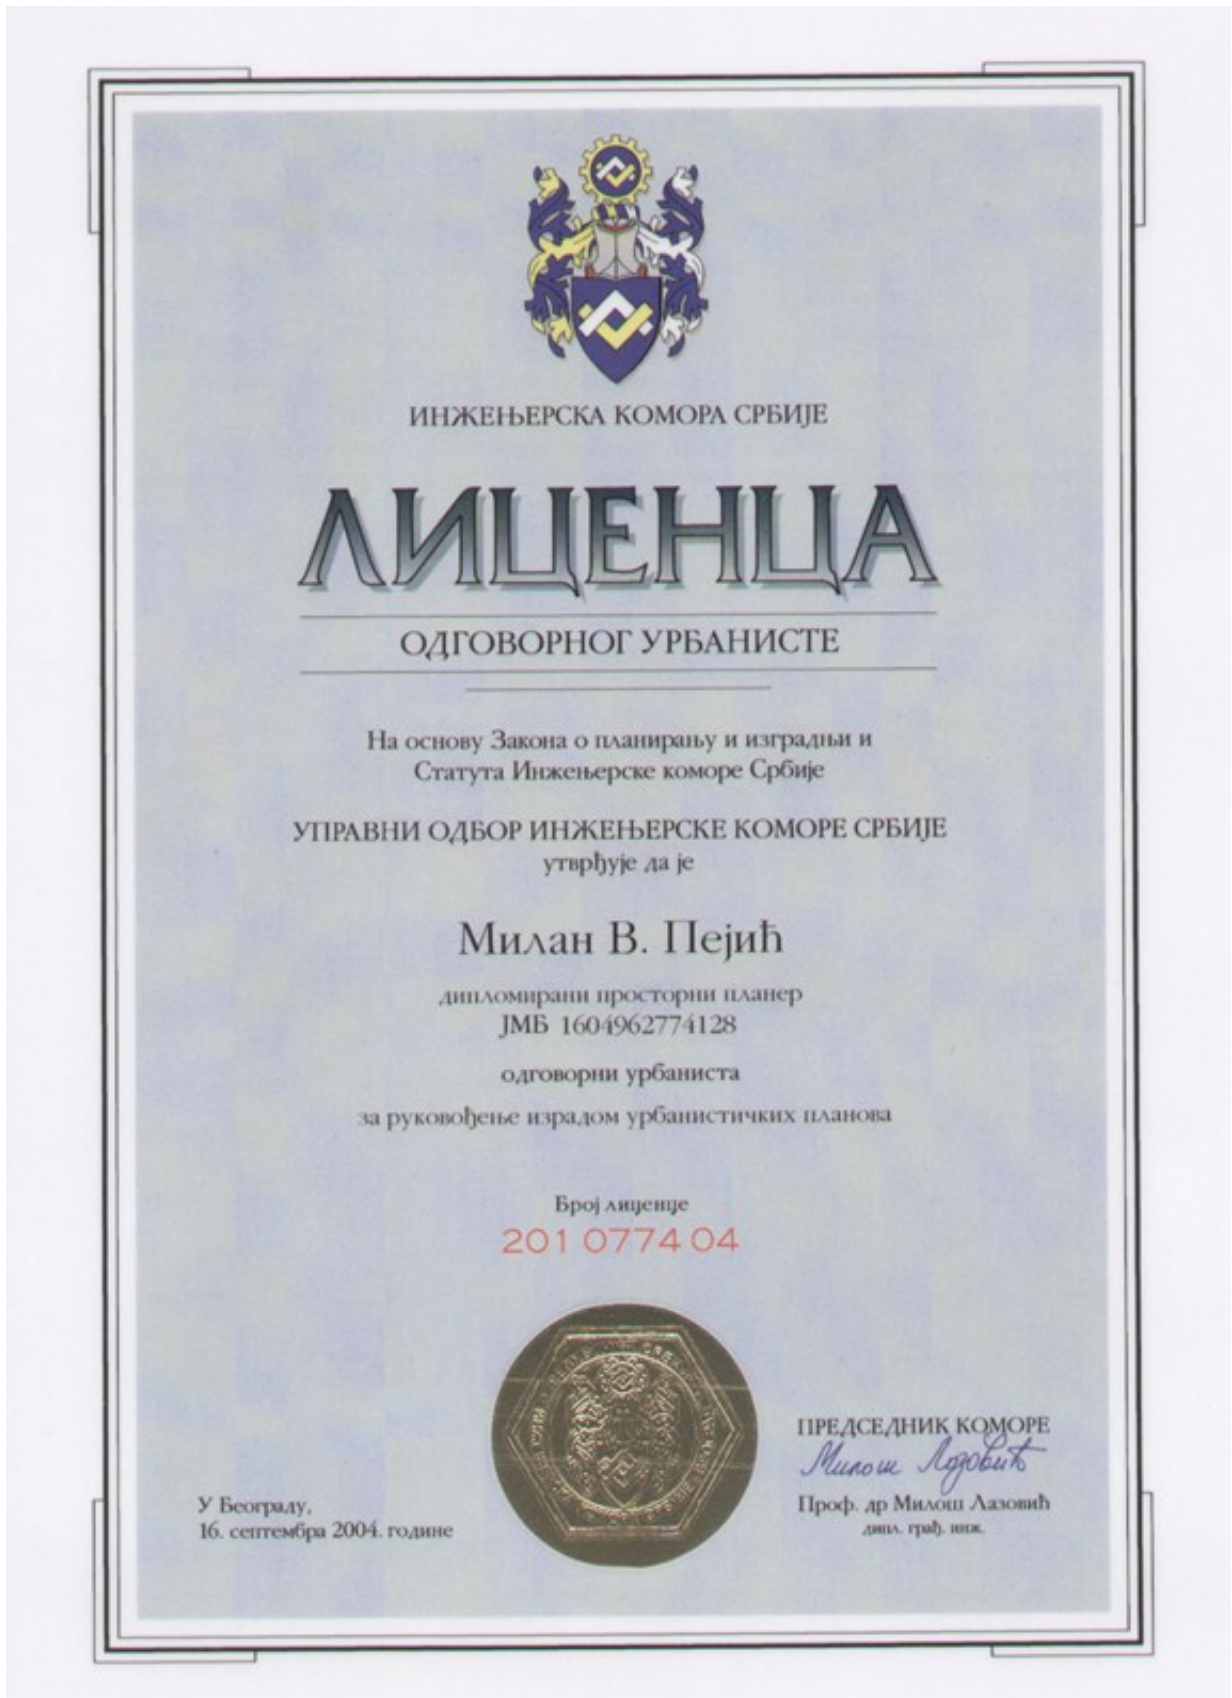 ИНЖЕЊЕРСКА КОМОРА СРБИЈЕ
ЛИЦЕНЦА
ОДГОВОРНОГ УРБАНИСТЕ
На основу Закона о планирању и изградњи и
Статута Инжењерске коморе Србије
УПРАВНИ ОДБОР ИНЖЕЊЕРСКЕ КОМОРЕ СРБИЈЕ
утврђује да је
Милан В. Пејић
дипломирани просторни планер
ЈМБ 1604962774128
одговорни урбаниста
за руковођење израдом урбанистичких планова
Број лиценце
201 0774 04
ПРЕДСЕДНИК КОМОРЕ
Милош Лазовић
Проф. др Милош Лазовић
дипл. грађ. инж.
У Београду,
16. септембра 2004. године